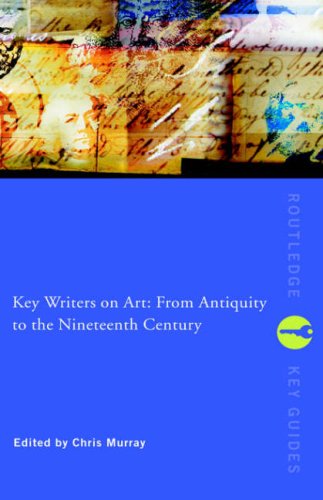 Key Writers on Art: From Antiquity
to the Nineteenth Century
Edited by Chris Murray
ROUTLEDGE
KEY GUIDES